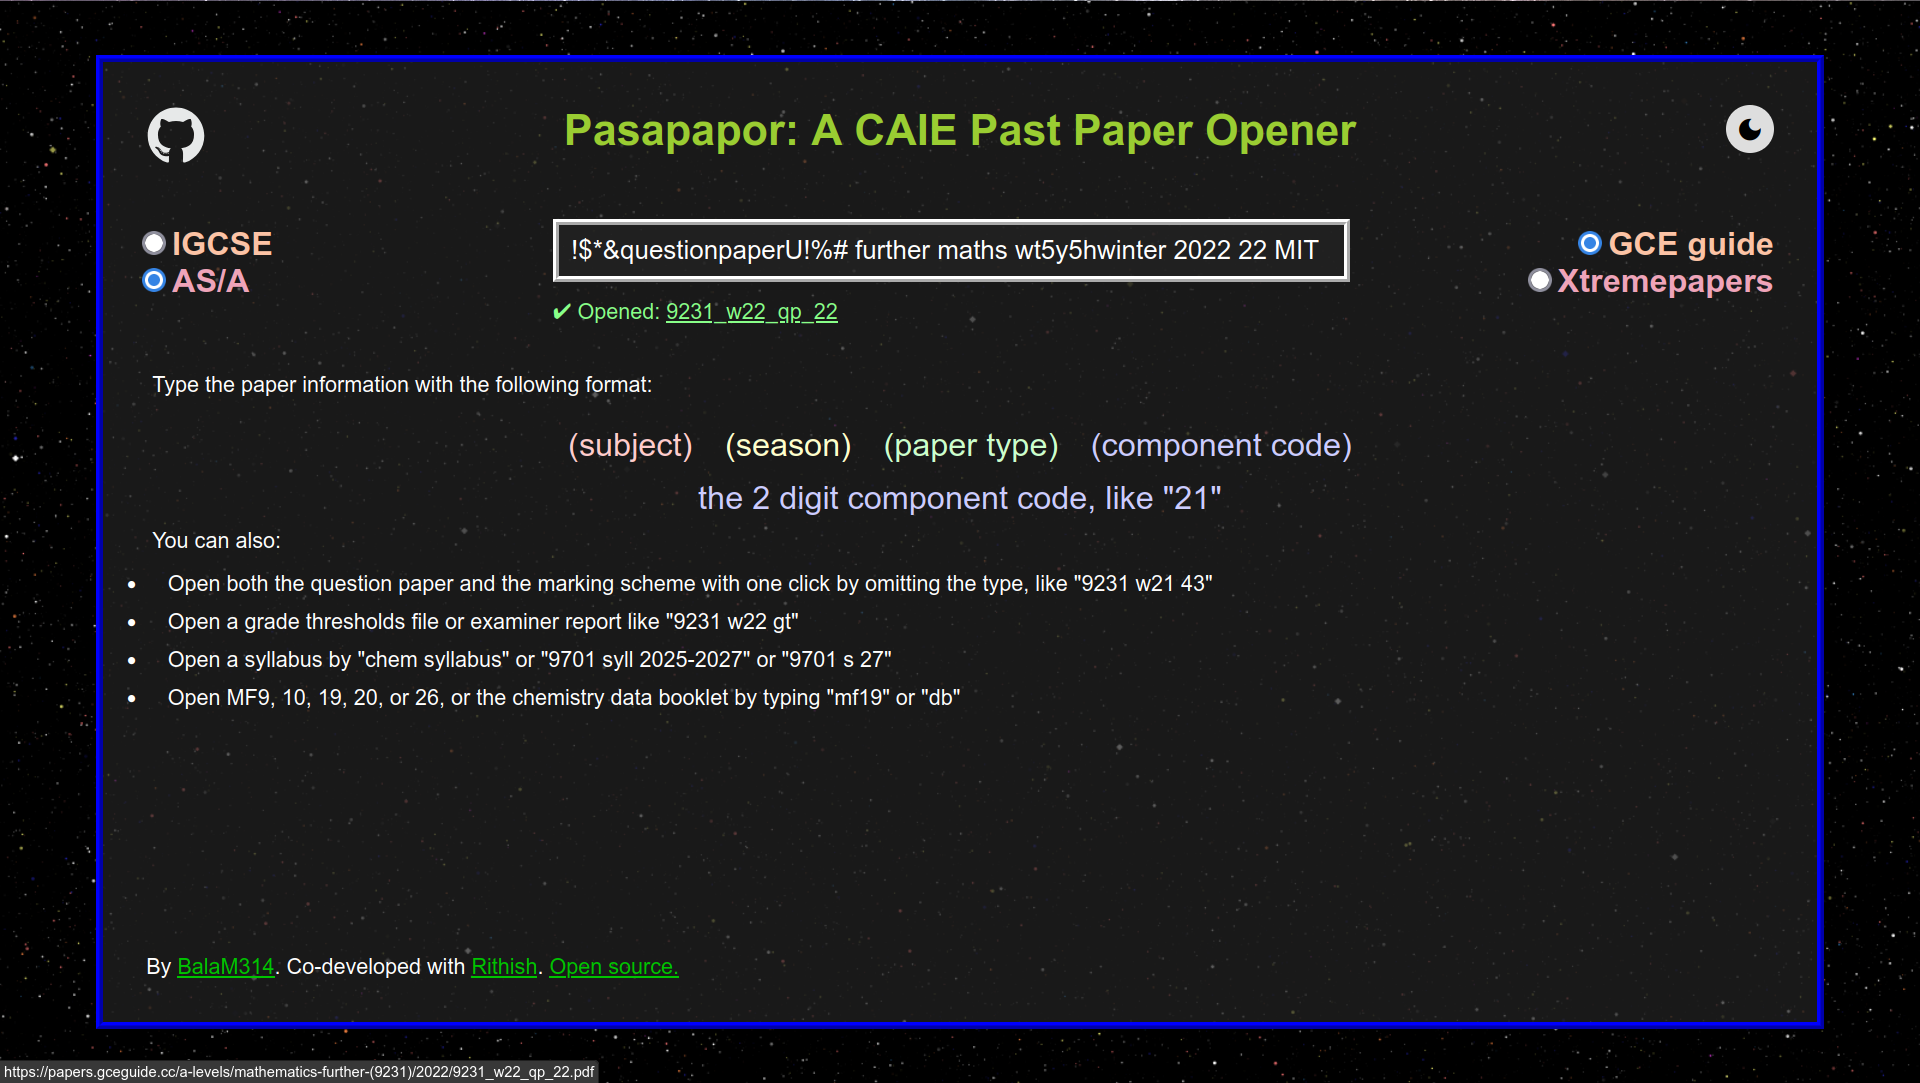 Pasapapor: A CAIE Past Paper Opener
IGCSE
AS/A
!$*&questionpaperU!%# further maths wt5y5hwinter 2022 22 MIT
GCE guide
Xtremepapers
✔ Opened: 9231_w22_qp_22
Type the paper information with the following format:
(subject) (season) (paper type) (component code)
the 2 digit component code, like "21"
You can also:
• Open both the question paper and the marking scheme with one click by omitting the type, like "9231 w21 43"
• Open a grade thresholds file or examiner report like "9231 w22 gt"
• Open a syllabus by "chem syllabus" or "9701 syll 2025-2027" or "9701 s 27"
• Open MF9, 10, 19, 20, or 26, or the chemistry data booklet by typing "mf19" or "db"
By BalaM314. Co-developed with Rithish. Open source.
https://papers.gceguide.cc/a-levels/mathematics-further-(9231)/2022/9231_w22_qp_22.pdf